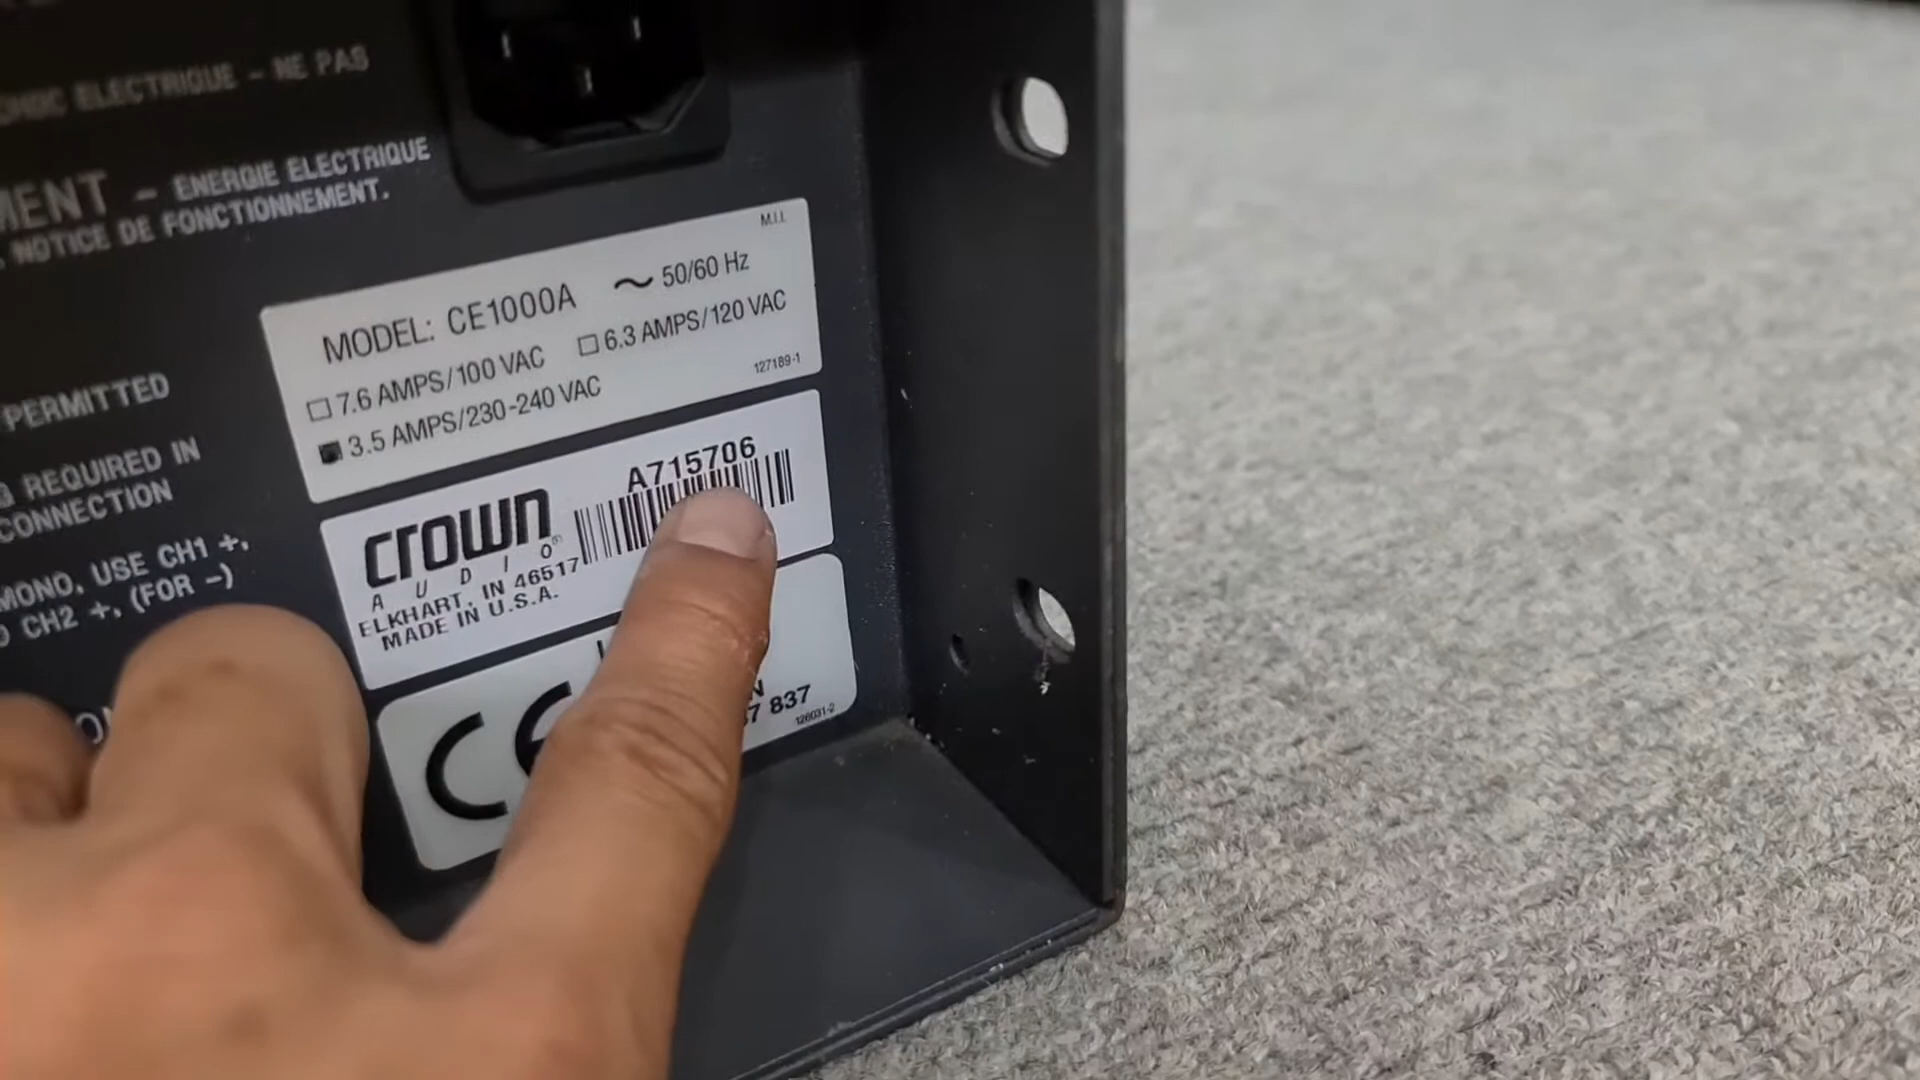 ELECTRIQUE - NE PAS
MENT - ENERGIE ELECTRIQUE
NOTICE DE FONCTIONNEMENT.
M.I.I.
MODEL: CE1000A ~ 50/60 Hz
7.6 AMPS/100 VAC 6.3 AMPS/120 VAC
3.5 AMPS/230-240 VAC
127189-1
PERMITTED
REQUIRED IN
CONNECTION
MONO, USE CH1 +,
CH2 +, (FOR -)
A715706
crown
AUDIO
ELKHART, IN 46517
MADE IN U.S.A.
CE
7 837
126031-2